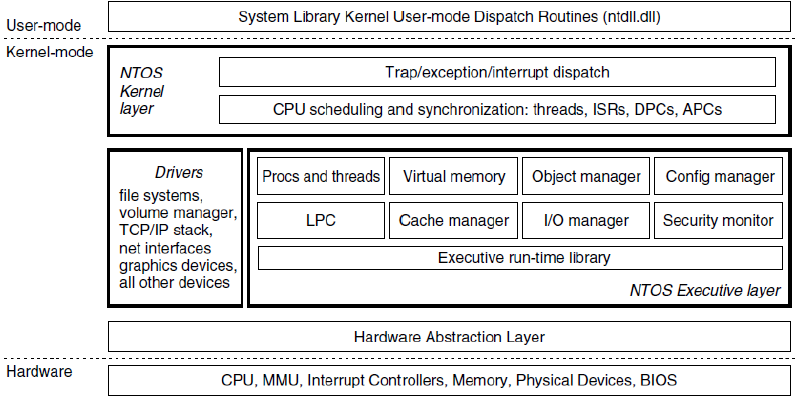 System Library Kernel User-mode Dispatch Routines (ntdll.dll)
User-mode
Kernel-mode
NTOS
Kernel
layer
Trap/exception/interrupt dispatch
CPU scheduling and synchronization: threads, ISRs, DPCs, APCs
Drivers
file systems,
volume manager,
TCP/IP stack,
net interfaces
graphics devices,
all other devices
Procs and threads
Virtual memory
Object manager
Config manager
LPC
Cache manager
I/O manager
Security monitor
Executive run-time library
NTOS Executive layer
Hardware Abstraction Layer
Hardware
CPU, MMU, Interrupt Controllers, Memory, Physical Devices, BIOS